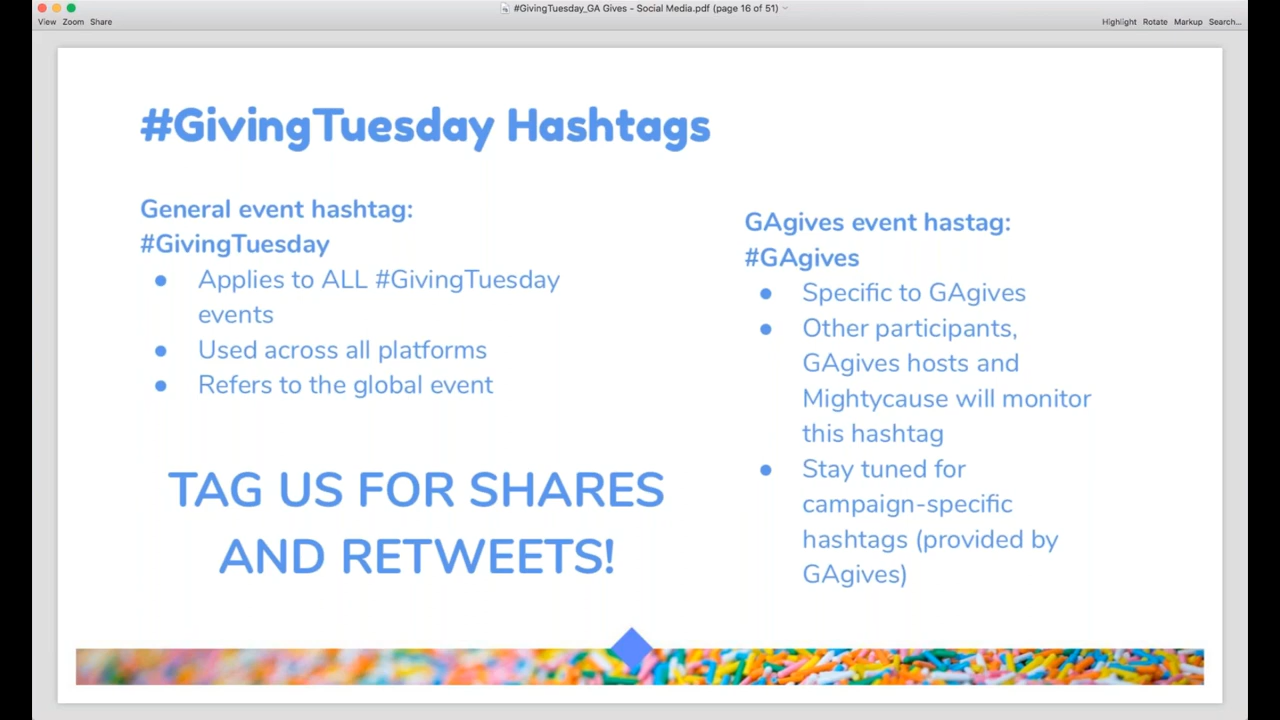 #GivingTuesday_GA Gives - Social Media.pdf (page 16 of 51)
View Zoom Share
Highlight Rotate Markup Search...
#GivingTuesday Hashtags
General event hashtag:
#GivingTuesday
● Applies to ALL #GivingTuesday
events
● Used across all platforms
● Refers to the global event
TAG US FOR SHARES
AND RETWEETS!
GAgives event hastag:
#GAgives
● Specific to GAgives
● Other participants,
GAgives hosts and
Mightycause will monitor
this hashtag
● Stay tuned for
campaign-specific
hashtags (provided by
GAgives)